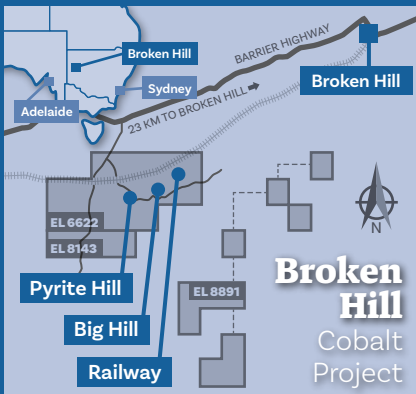 Broken Hill
Sydney
Adelaide
BARRIER HIGHWAY
Broken Hill
23 KM TO BROKEN HILL
EL 6622
EL 8143
EL 8891
Pyrite Hill
Big Hill
Railway
N
Broken
Hill
Cobalt
Project